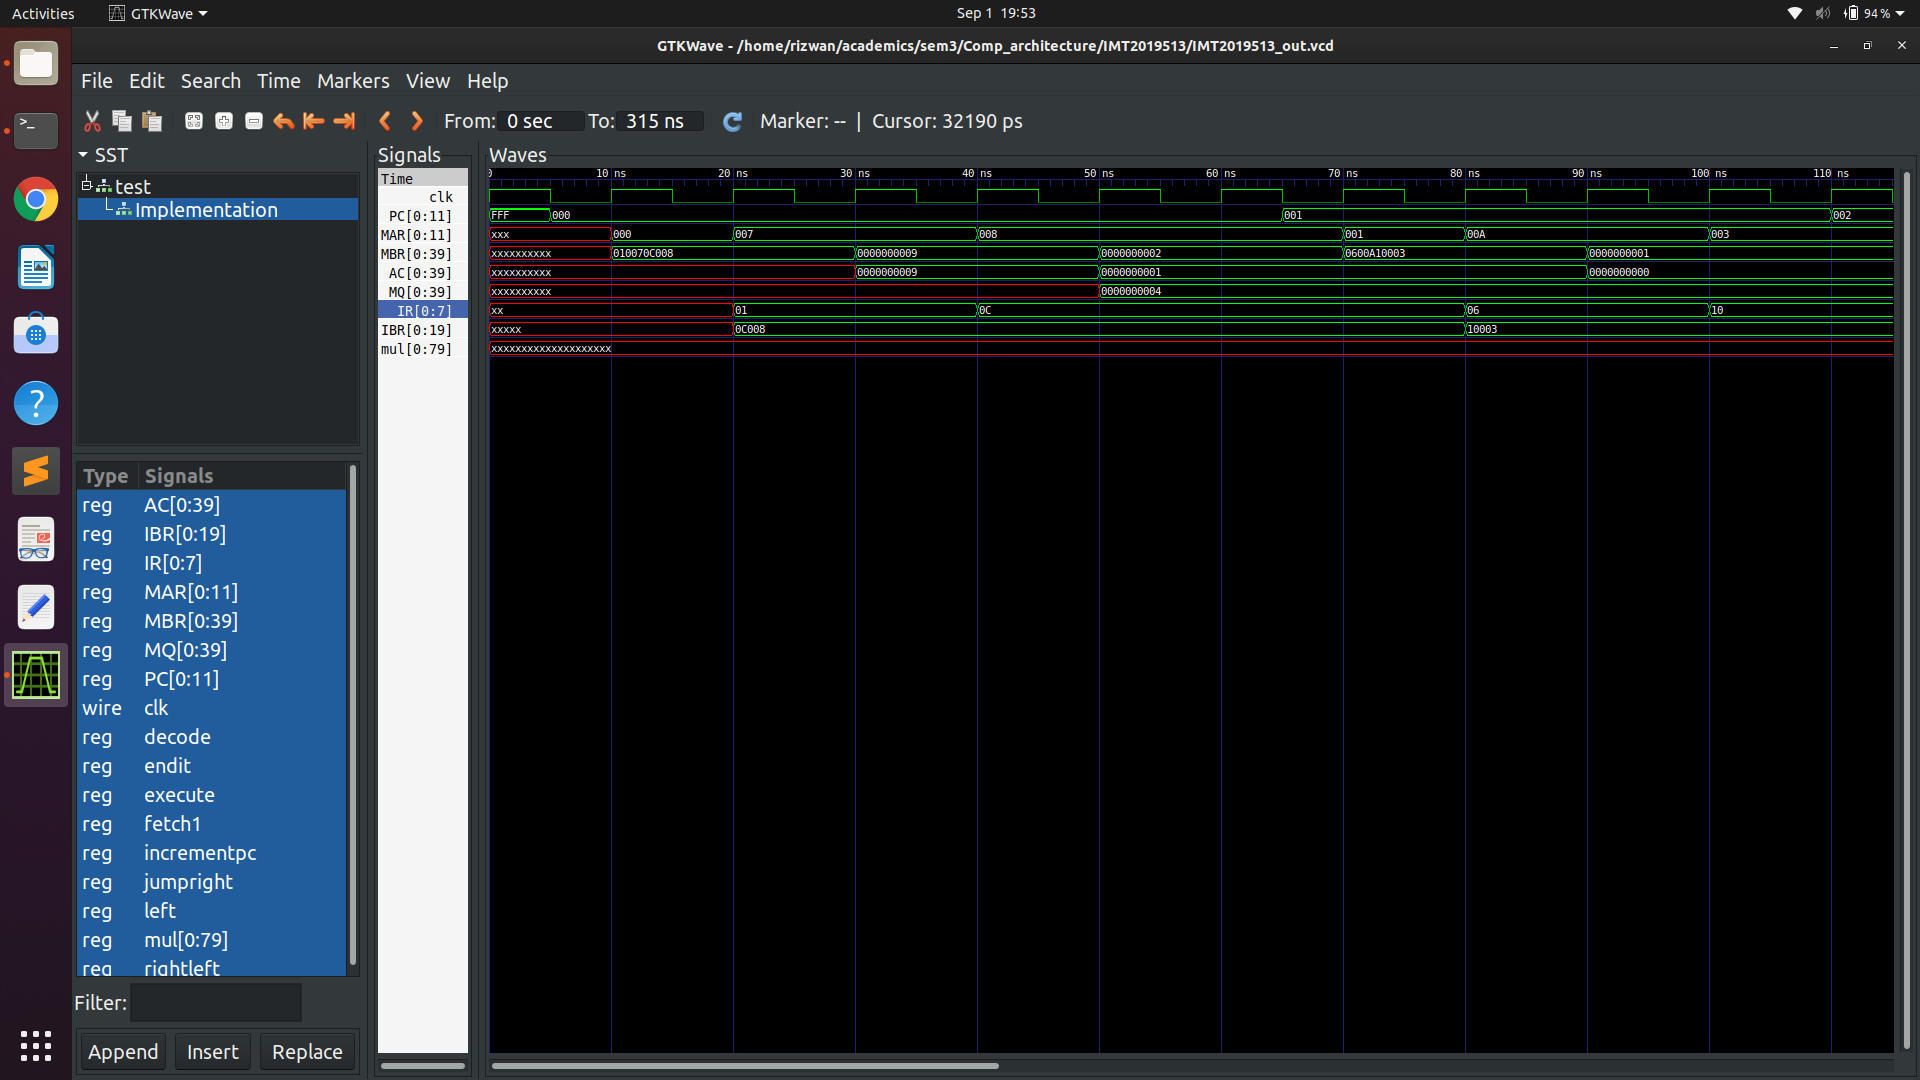 Activities GTKWave Sep 1 19:53 94 %
GTKWave - /home/rizwan/academics/sem3/Comp_architecture/IMT2019513/IMT2019513_out.vcd
File Edit Search Time Markers View Help
From: 0 sec To: 315 ns Marker: -- | Cursor: 32190 ps
SST
test
Implementation
Type Signals
reg AC[0:39]
reg IBR[0:19]
reg IR[0:7]
reg MAR[0:11]
reg MBR[0:39]
reg MQ[0:39]
reg PC[0:11]
wire clk
reg decode
reg endit
reg execute
reg fetch1
reg incrementpc
reg jumpright
reg left
reg mul[0:79]
reg rightleft
Filter:
Append Insert Replace
Signals
Time
clk
PC[0:11]
MAR[0:11]
MBR[0:39]
AC[0:39]
MQ[0:39]
IR[0:7]
IBR[0:19]
mul[0:79]
Waves
0 10 ns 20 ns 30 ns 40 ns 50 ns 60 ns 70 ns 80 ns 90 ns 100 ns 110 ns
FFF 000 001 002
xxx 000 007 008 001 00A 003
xxxxxxxxxx 010070C008 0000000009 0000000002 0600A10003 0000000001
xxxxxxxxxx 0000000009 0000000001 0000000000
xxxxxxxxxx 0000000004
xx 01 0C 06 10
xxxxx 0C008 10003
xxxxxxxxxxxxxxxxxxxx